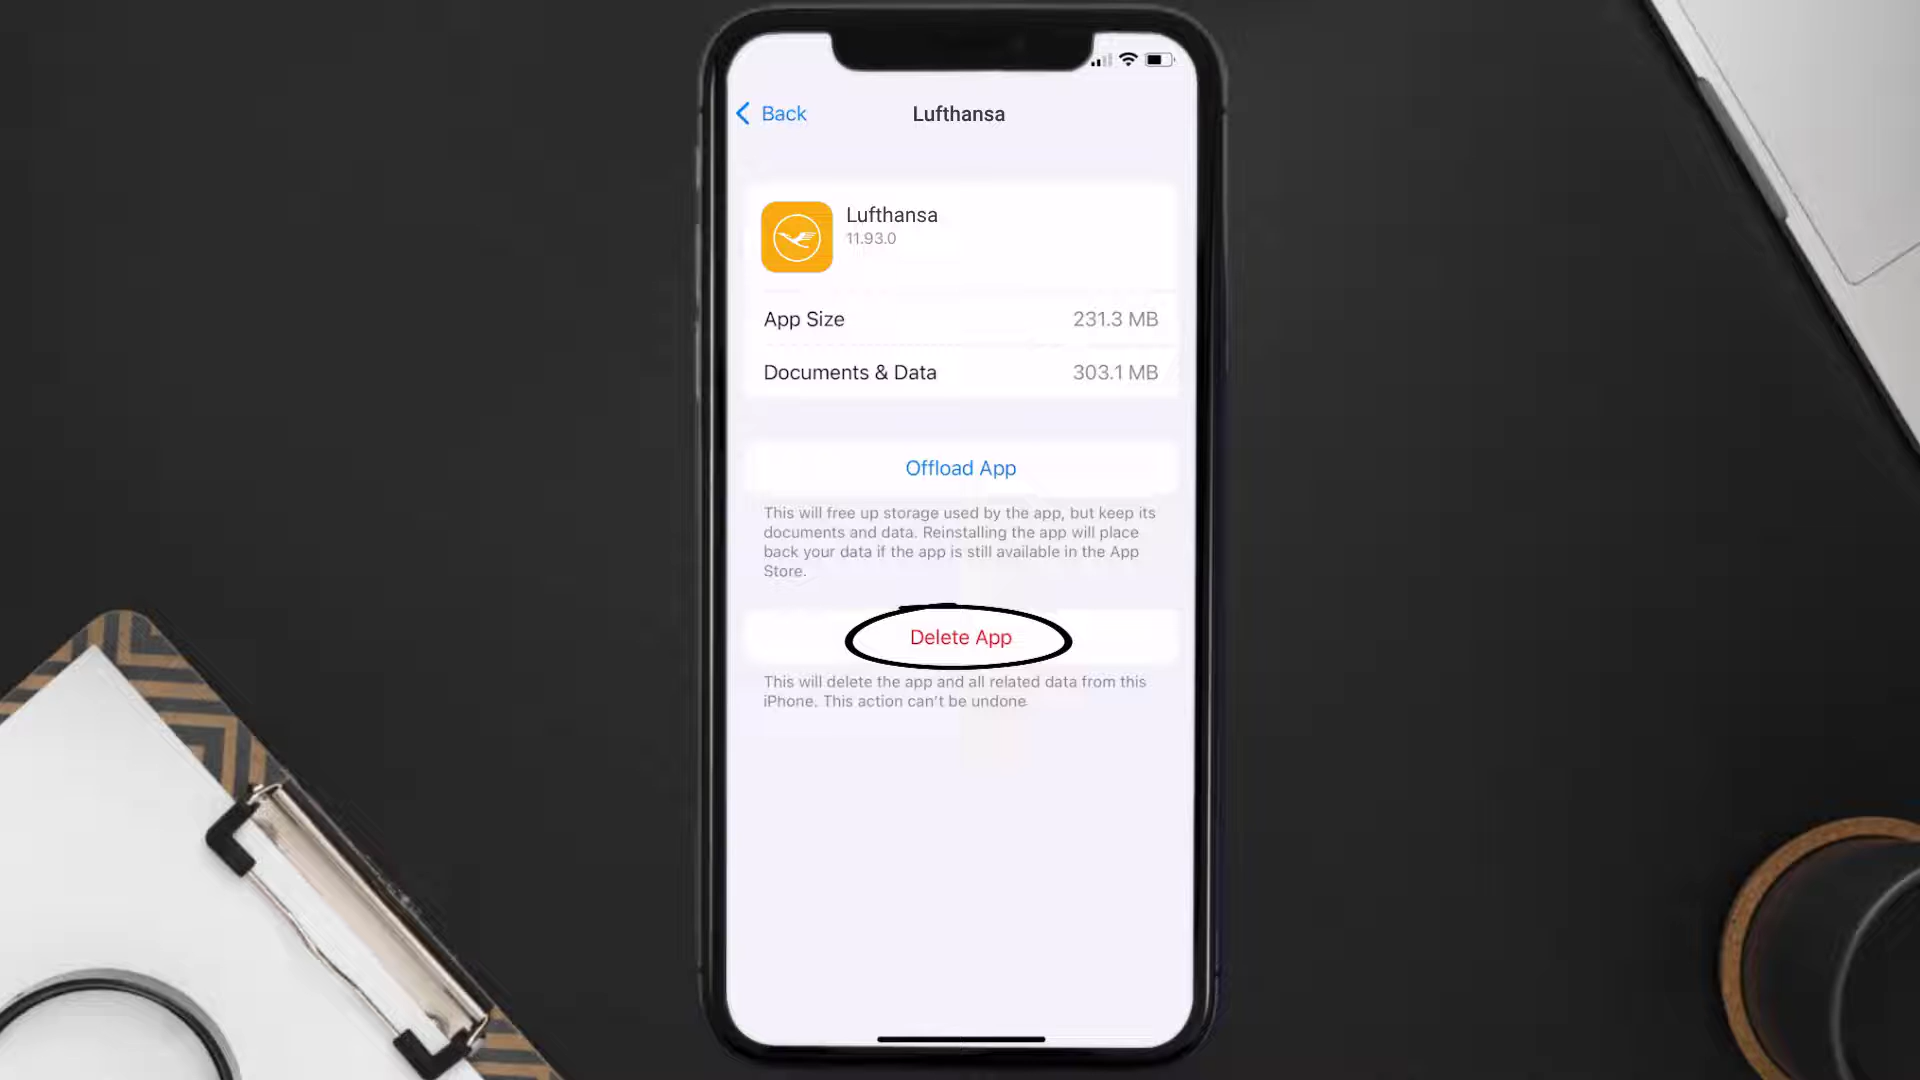 Back
Lufthansa
Lufthansa
11.93.0
App Size 231.3 MB
Documents & Data 303.1 MB
Offload App
This will free up storage used by the app, but keep its
documents and data. Reinstalling the app will place
back your data if the app is still available in the App
Store.
Delete App
This will delete the app and all related data from this
iPhone. This action can't be undone